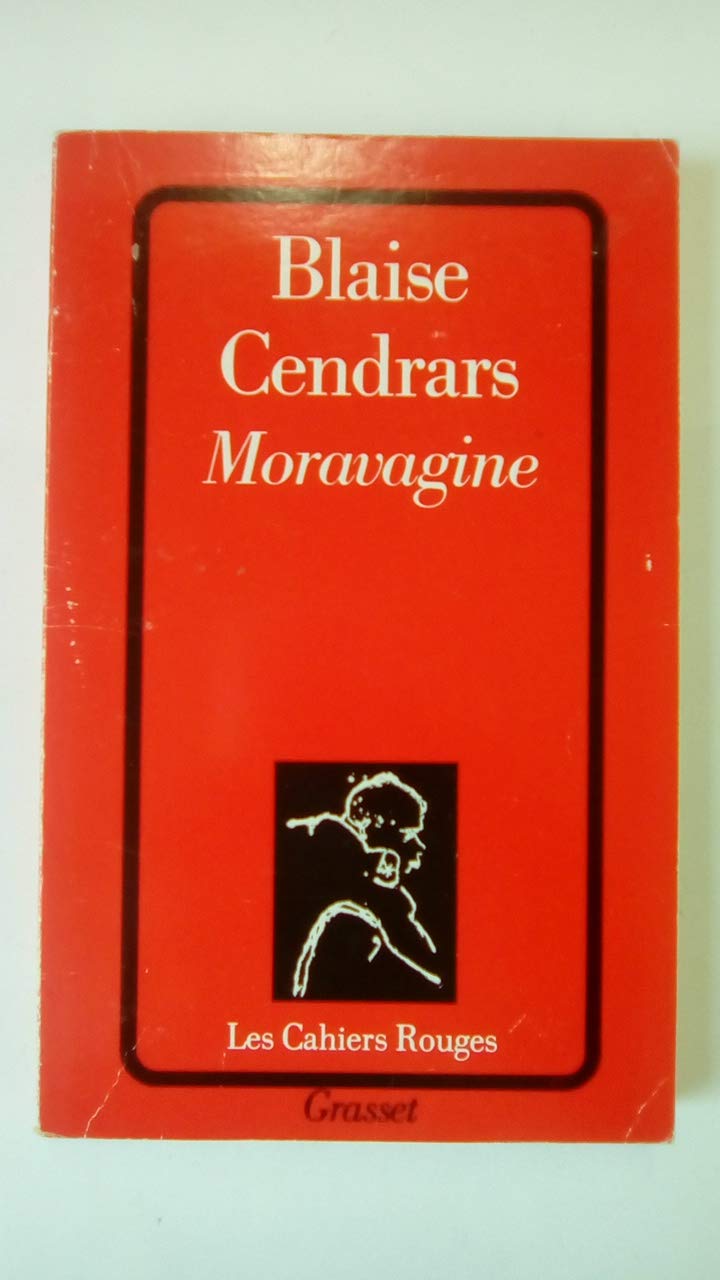 Blaise
Cendrars
Moravagine
Les Cahiers Rouges
Grasset